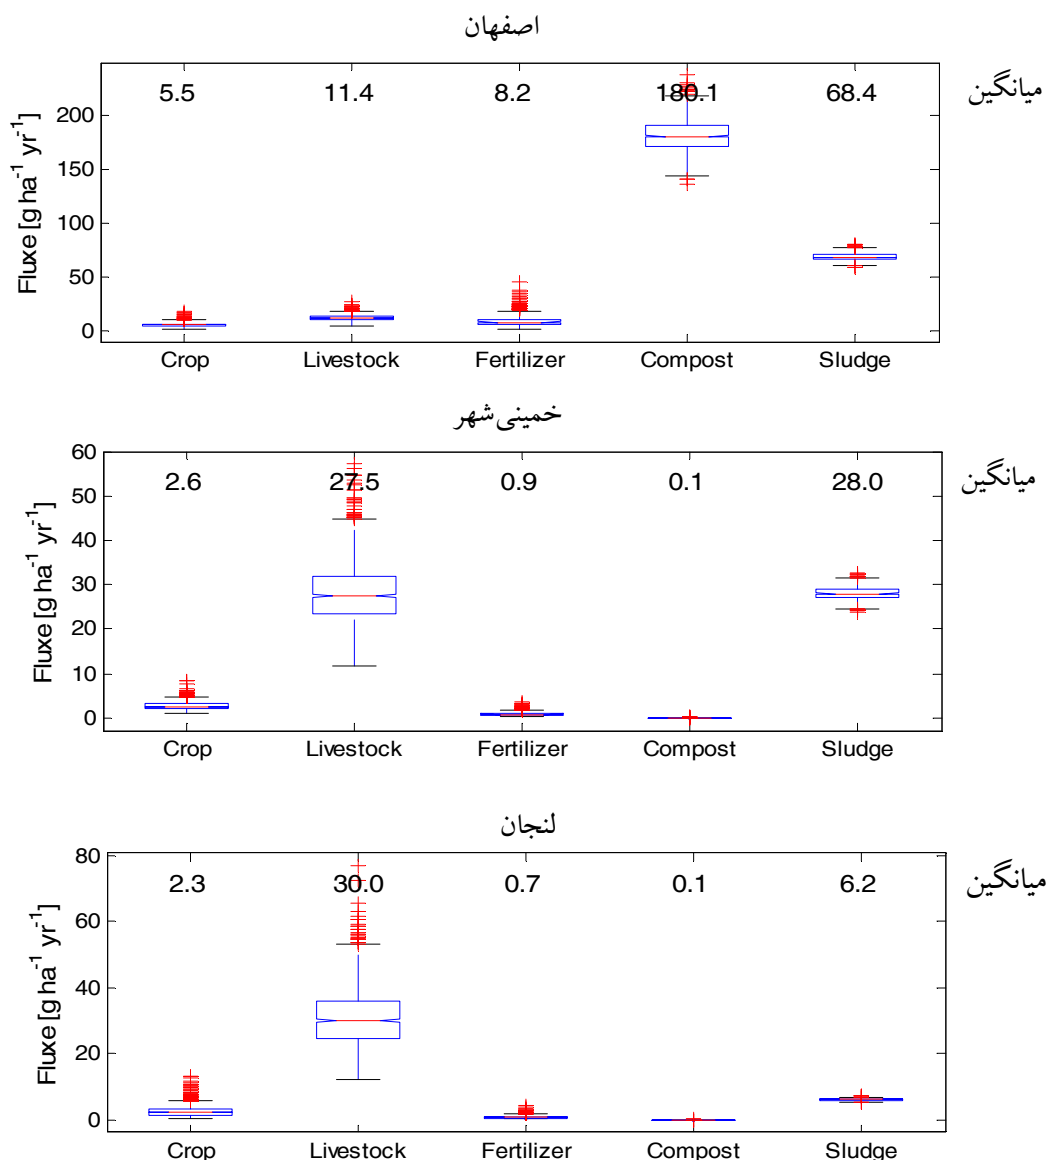 اصفهان
5.5 11.4 8.2 180.1 68.4 میانگین
Fluxe [g ha⁻¹ yr⁻¹]
200
150
100
50
0
Crop Livestock Fertilizer Compost Sludge
خمینی‌شهر
60
2.6 27.5 0.9 0.1 28.0 میانگین
Fluxe [g ha⁻¹ yr⁻¹]
50
40
30
20
10
0
Crop Livestock Fertilizer Compost Sludge
لنجان
80
2.3 30.0 0.7 0.1 6.2 میانگین
Fluxe [g ha⁻¹ yr⁻¹]
60
40
20
0
Crop Livestock Fertilizer Compost Sludge